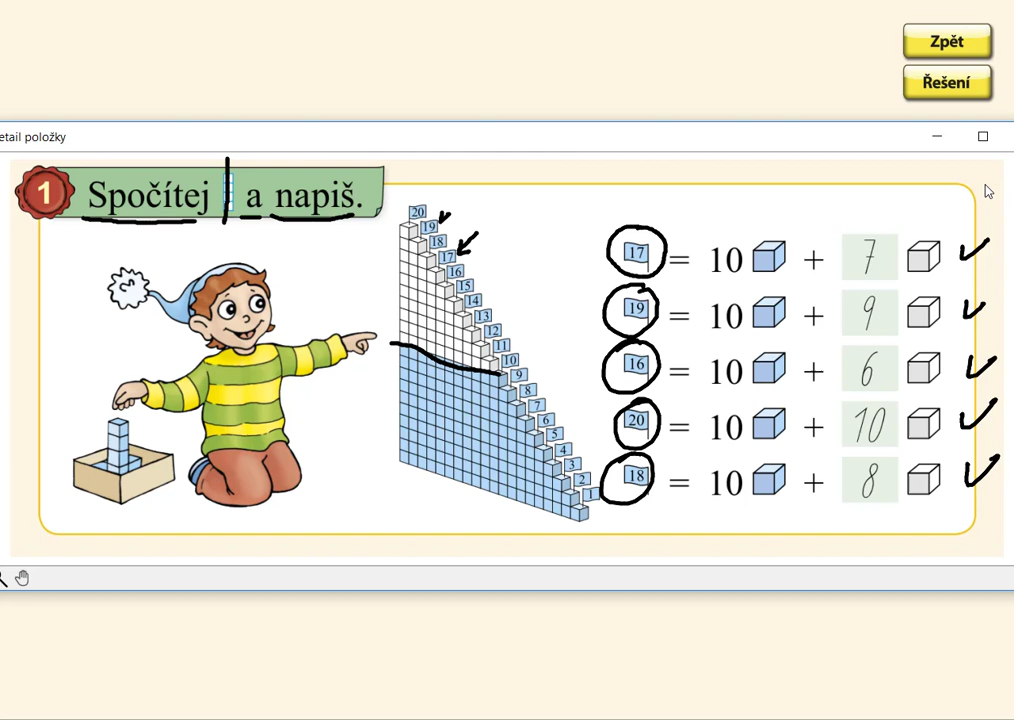 Zpět
Řešení
etail položky
1 Spočítej a napiš.
20
19
18
17
16
15
14
13
12
11
10
9
8
7
6
5
4
3
2
1
17 = 10 + 7
19 = 10 + 9
16 = 10 + 6
20 = 10 + 10
18 = 10 + 8